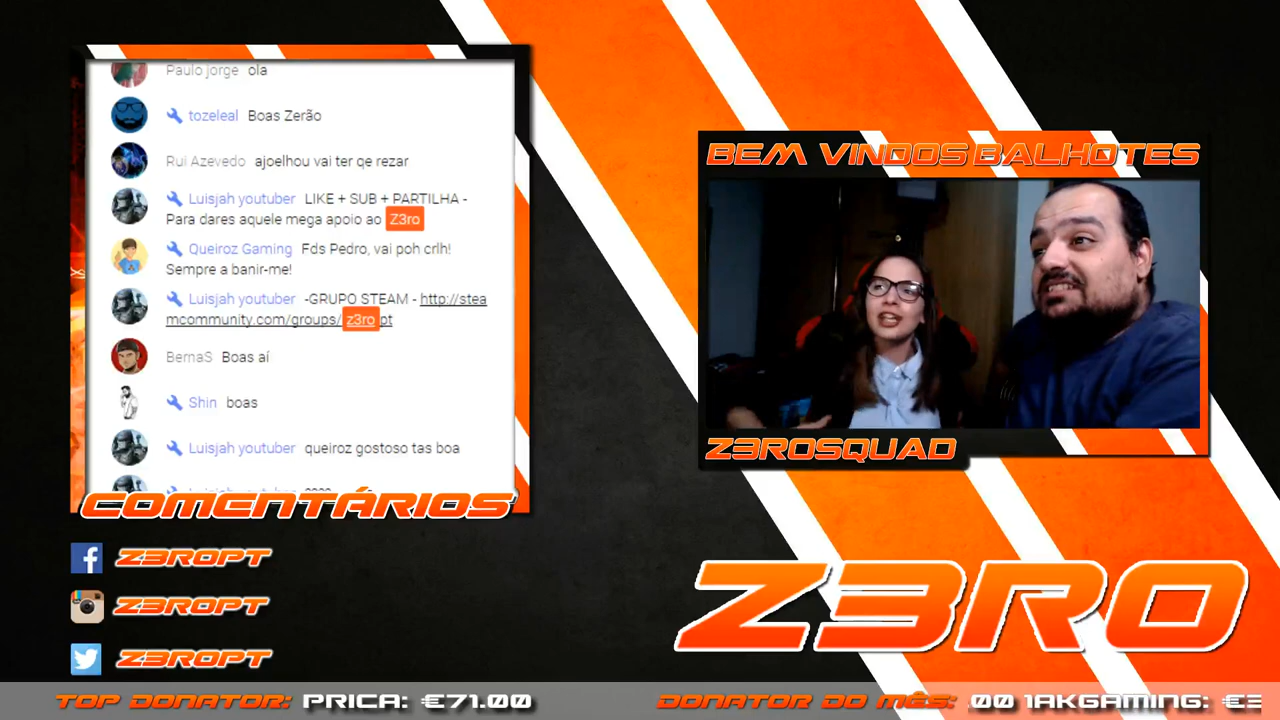 Paulo jorge ola
tozeleal Boas Zerão
Rui Azevedo ajoelhou vai ter qe rezar
Luisjah youtuber LIKE + SUB + PARTILHA -
Para dares aquele mega apoio ao Z3ro
Queiroz Gaming Fds Pedro, vai poh crlh!
Sempre a banir-me!
Luisjah youtuber -GRUPO STEAM - http://stea
mcommunity.com/groups/z3ropt
BernaS Boas aí
Shin boas
Luisjah youtuber queiroz gostoso tas boa
COMENTÁRIOS
Z3ROPT
Z3ROPT
Z3ROPT
BEM VINDOS BALHOTES
Z3ROSQUAD
Z3RO
TOP DONATOR: PRICA: €71.00
DONATOR DO MÊS: .00 1AKGAMING: €3